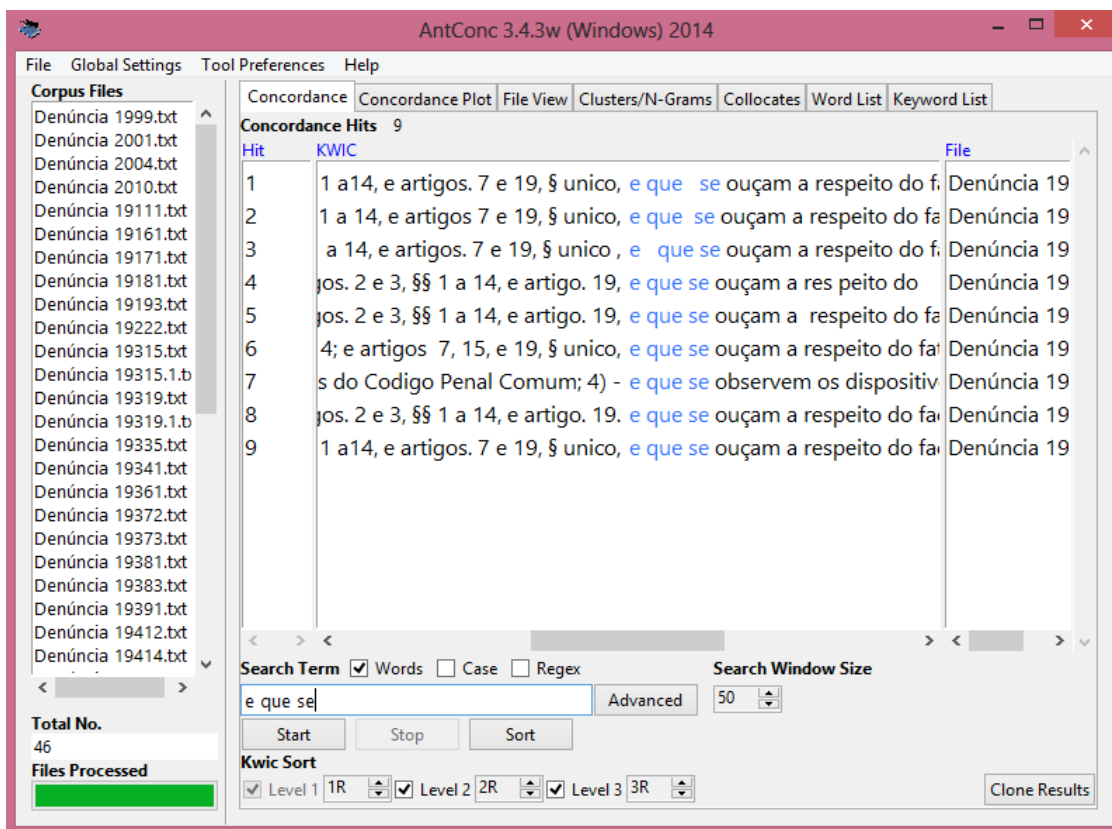 AntConc 3.4.3w (Windows) 2014
File Global Settings Tool Preferences Help
Corpus Files
Denúncia 1999.txt
Denúncia 2001.txt
Denúncia 2004.txt
Denúncia 2010.txt
Denúncia 19111.txt
Denúncia 19161.txt
Denúncia 19171.txt
Denúncia 19181.txt
Denúncia 19193.txt
Denúncia 19222.txt
Denúncia 19315.txt
Denúncia 19315.1.t
Denúncia 19319.txt
Denúncia 19319.1.t
Denúncia 19335.txt
Denúncia 19341.txt
Denúncia 19361.txt
Denúncia 19372.txt
Denúncia 19373.txt
Denúncia 19381.txt
Denúncia 19383.txt
Denúncia 19391.txt
Denúncia 19412.txt
Denúncia 19414.txt
Total No.
46
Files Processed
Concordance Concordance Plot File View Clusters/N-Grams Collocates Word List Keyword List
Concordance Hits 9
Hit KWIC File
1 1 a14, e artigos. 7 e 19, § unico, e que se ouçam a respeito do f Denúncia 19
2 1 a 14, e artigos 7 e 19, § unico, e que se ouçam a respeito do fa Denúncia 19
3 a 14, e artigos. 7 e 19, § unico , e que se ouçam a respeito do f Denúncia 19
4 gos. 2 e 3, §§ 1 a 14, e artigo. 19, e que se ouçam a res peito do Denúncia 19
5 gos. 2 e 3, §§ 1 a 14, e artigo. 19, e que se ouçam a respeito do fa Denúncia 19
6 4; e artigos 7, 15, e 19, § unico, e que se ouçam a respeito do fat Denúncia 19
7 s do Codigo Penal Comum; 4) - e que se observem os dispositiv Denúncia 19
8 gos. 2 e 3, §§ 1 a 14, e artigo. 19. e que se ouçam a respeito do fa Denúncia 19
9 1 a14, e artigos. 7 e 19, § unico, e que se ouçam a respeito do fa Denúncia 19
Search Term Words Case Regex Search Window Size
e que se Advanced 50
Start Stop Sort
Kwic Sort
Level 1 1R Level 2 2R Level 3 3R Clone Results